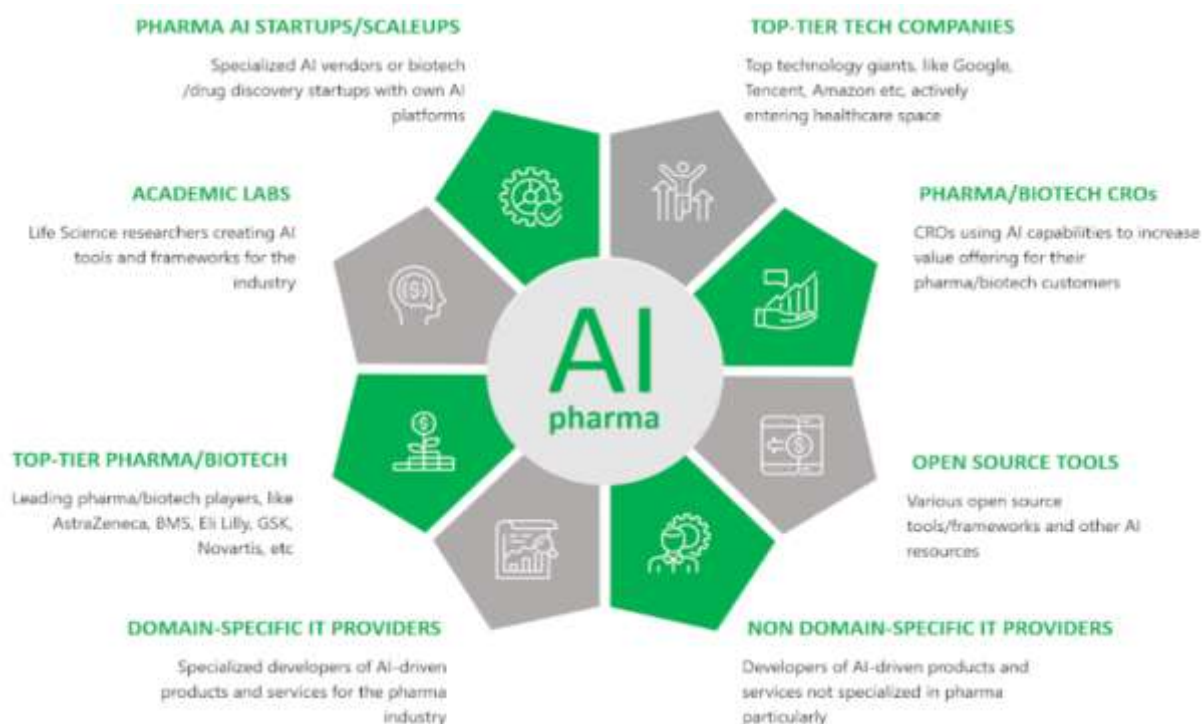 PHARMA AI STARTUPS/SCALEUPS
Specialized AI vendors or biotech
/drug discovery startups with own AI
platforms
TOP-TIER TECH COMPANIES
Top technology giants, like Google,
Tencent, Amazon etc, actively
entering healthcare space
ACADEMIC LABS
Life Science researchers creating AI
tools and frameworks for the
industry
PHARMA/BIOTECH CROs
CROs using AI capabilities to increase
value offering for their
pharma/biotech customers
AI
pharma
TOP-TIER PHARMA/BIOTECH
Leading pharma/biotech players, like
AstraZeneca, BMS, Eli Lilly, GSK,
Novartis, etc
OPEN SOURCE TOOLS
Various open source
tools/frameworks and other AI
resources
DOMAIN-SPECIFIC IT PROVIDERS
Specialized developers of AI-driven
products and services for the pharma
industry
NON DOMAIN-SPECIFIC IT PROVIDERS
Developers of AI-driven products and
services not specialized in pharma
particularly